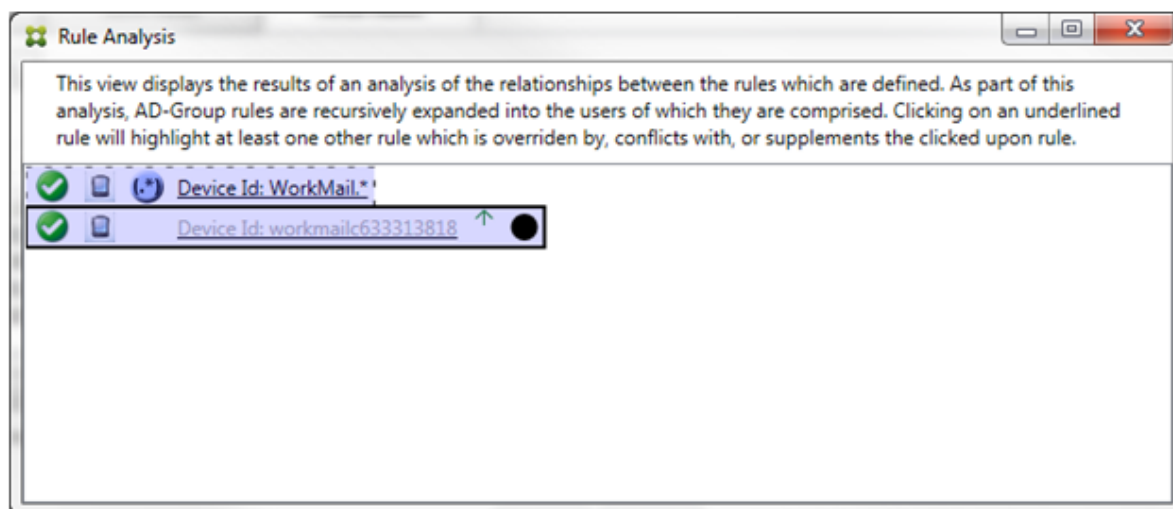 Rule Analysis
This view displays the results of an analysis of the relationships between the rules which are defined. As part of this
analysis, AD-Group rules are recursively expanded into the users of which they are comprised. Clicking on an underlined
rule will highlight at least one other rule which is overriden by, conflicts with, or supplements the clicked upon rule.
(.*) Device Id: WorkMail.*
Device Id: workmailc633313818